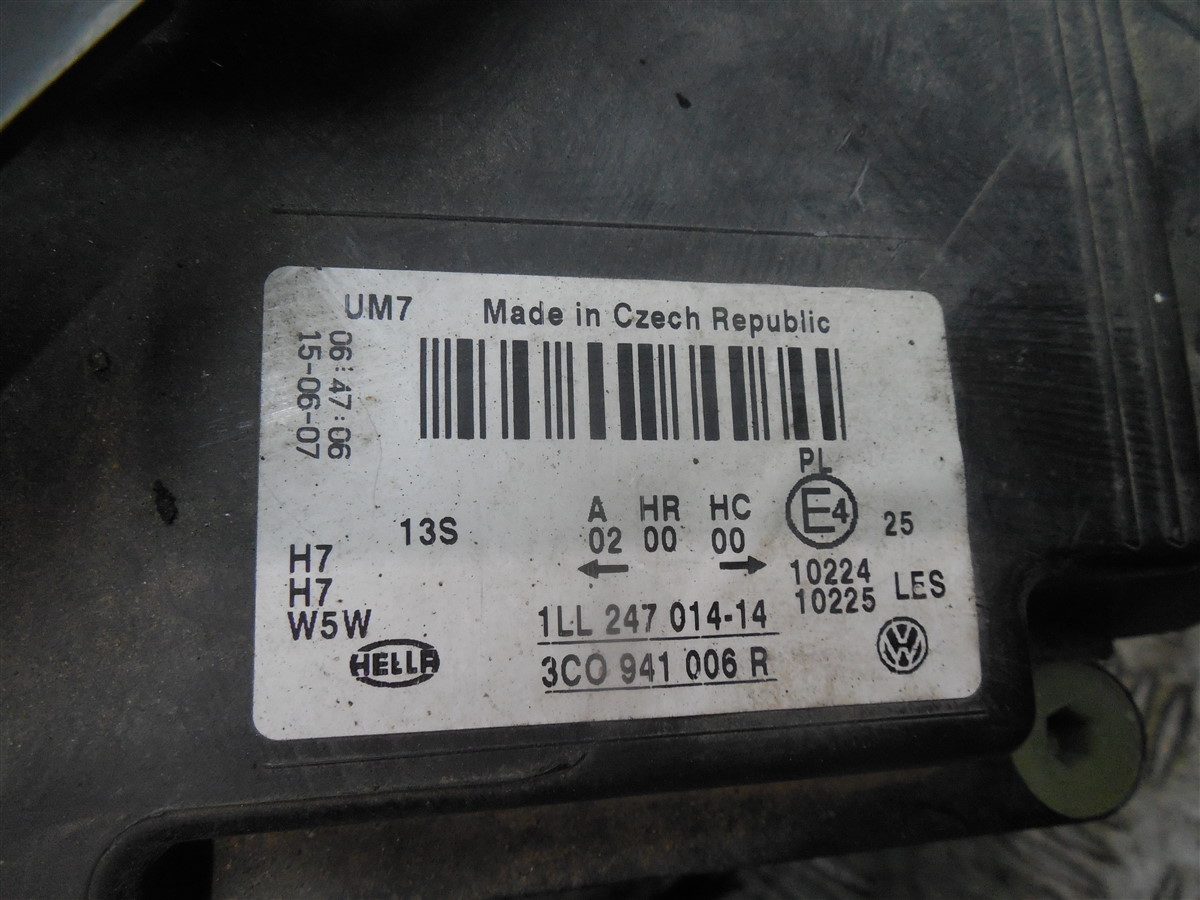 UM7 Made in Czech Republic
06:47:06
15-06-07
PL
13S
A HR HC E4 25
02 00 00
H7
H7
W5W
← → 10224
10225 LES
1LL 247 014-14
HELLA
3C0 941 006 R
VW